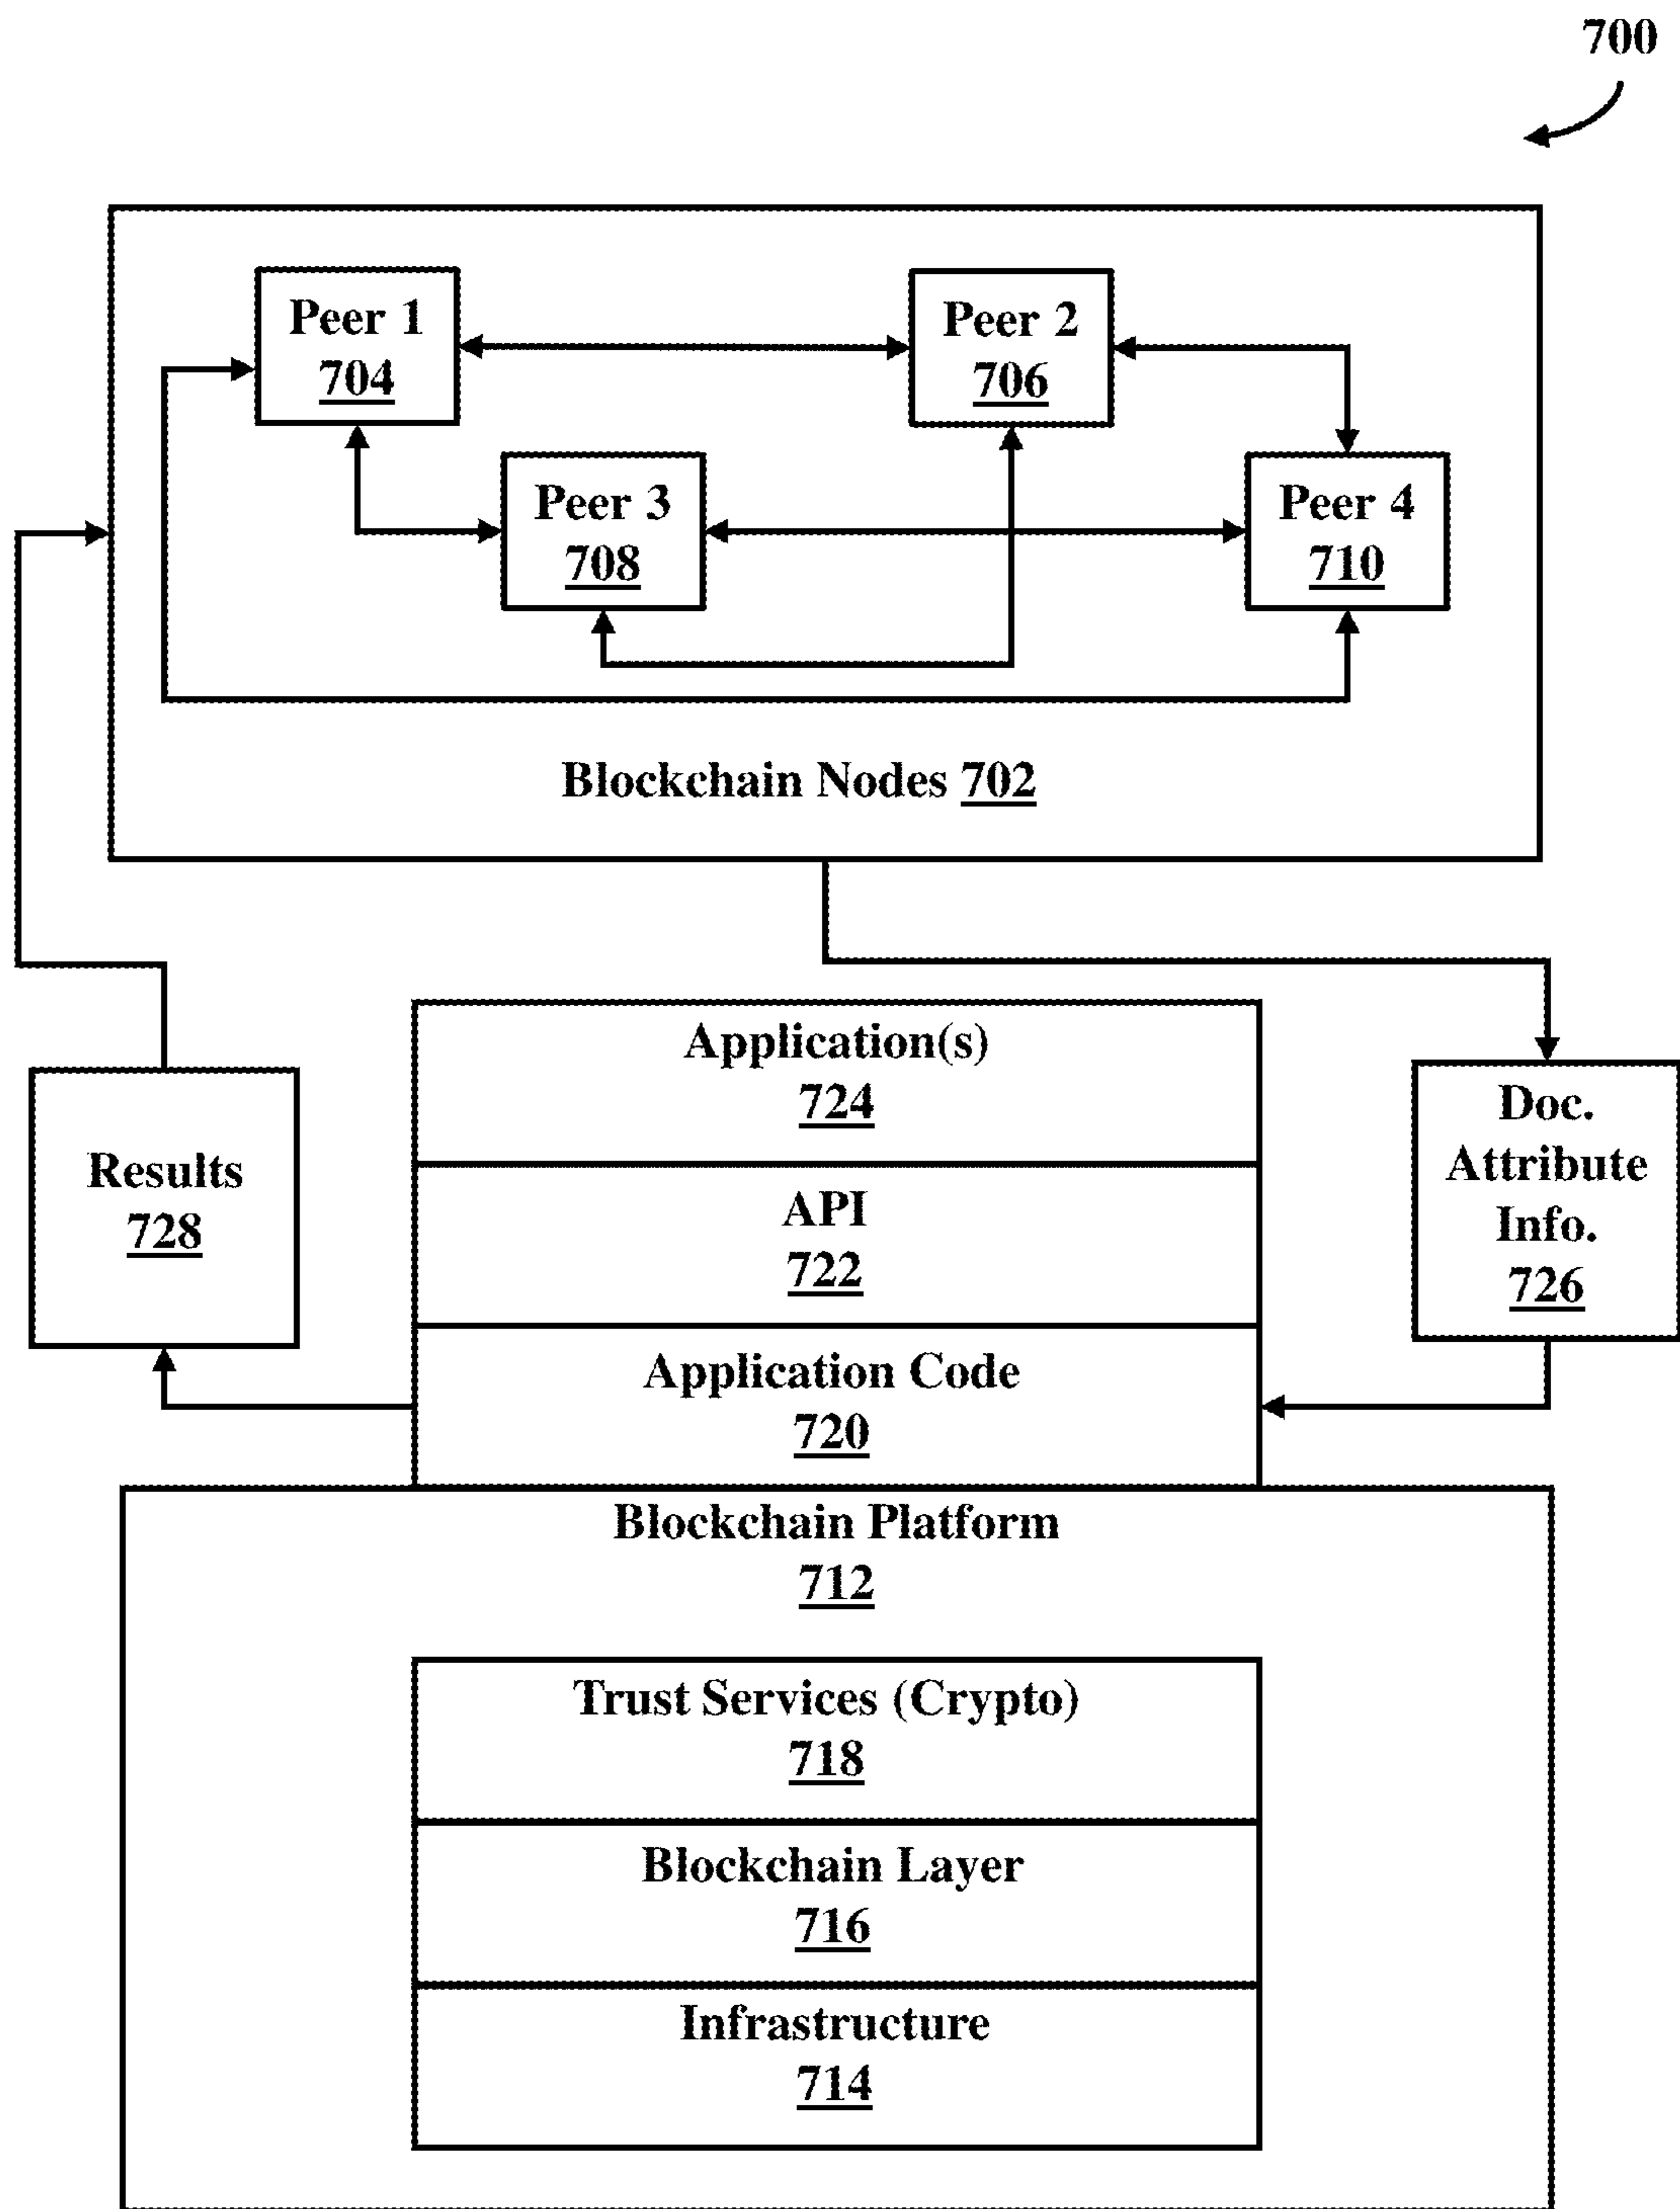 700
Peer 1
704
Peer 2
706
Peer 3
708
Peer 4
710
Blockchain Nodes 702
Application(s)
724
API
722
Application Code
720
Results
728
Doc.
Attribute
Info.
726
Blockchain Platform
712
Trust Services (Crypto)
718
Blockchain Layer
716
Infrastructure
714